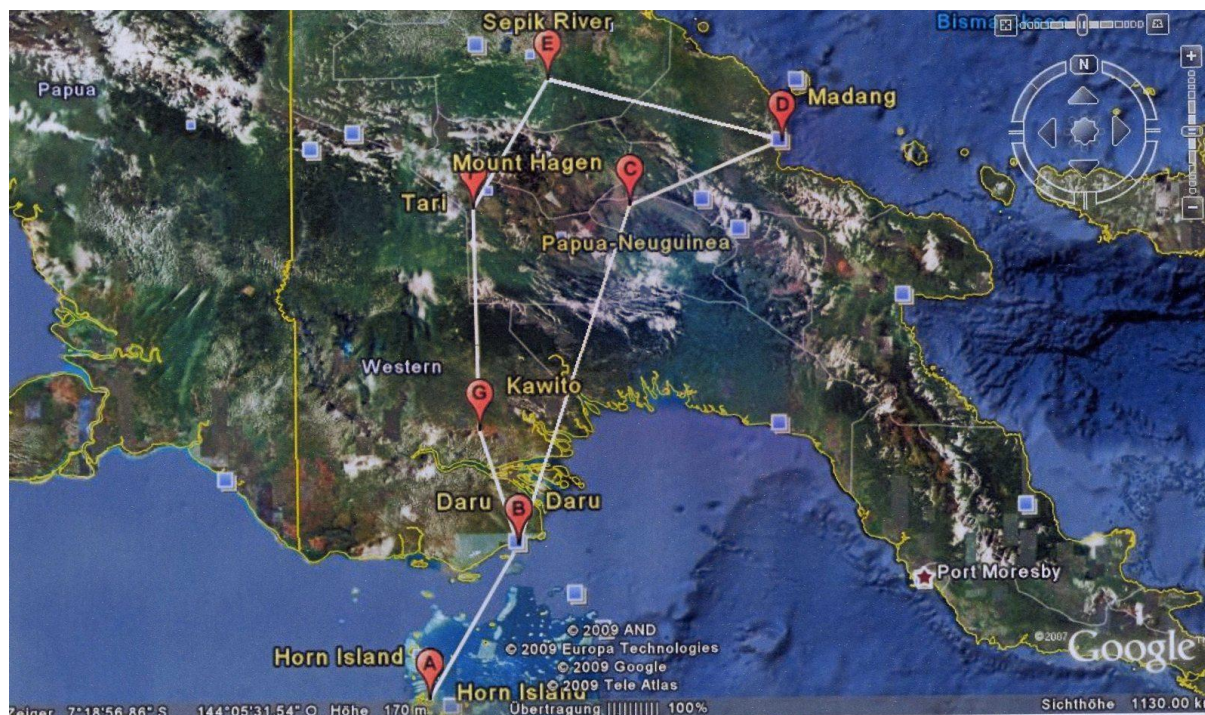 Sepik River
Bismarcksee
N
E
Papua
D
Madang
Mount Hagen
C
Tari
Papua-Neuguinea
Western
G
Kawito
Daru
B
Daru
Port Moresby
© 2009 AND
© 2009 Europa Technologies
© 2009 Google
© 2009 Tele Atlas
©2007
Google
Horn Island
A
Horn Island
Zeiger 7°18'56.86" S 144°05'31.54" O Höhe 170 m
Übertragung 100%
Sichthöhe 1130.00 km